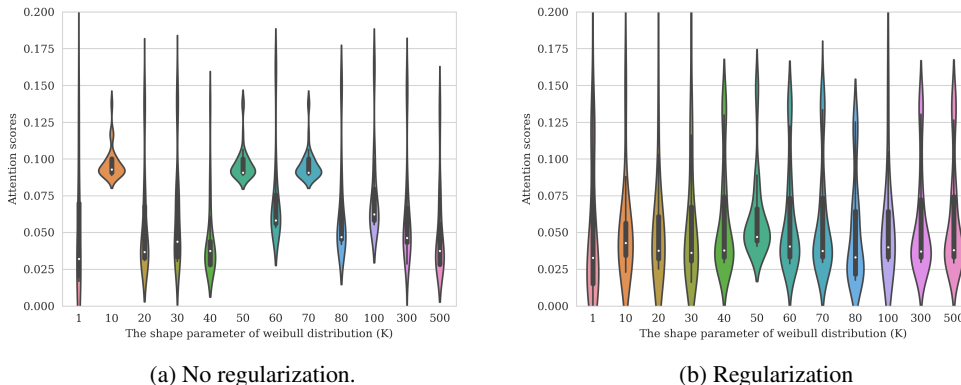 0.200
0.175
0.150
0.125
0.100
0.075
0.050
0.025
0.000
Attention scores
1 10 20 30 40 50 60 70 80 100 300 500
The shape parameter of weibull distribution (K)
(a) No regularization.
0.200
0.175
0.150
0.125
0.100
0.075
0.050
0.025
0.000
Attention scores
1 10 20 30 40 50 60 70 80 100 300 500
The shape parameter of weibull distribution (K)
(b) Regularization